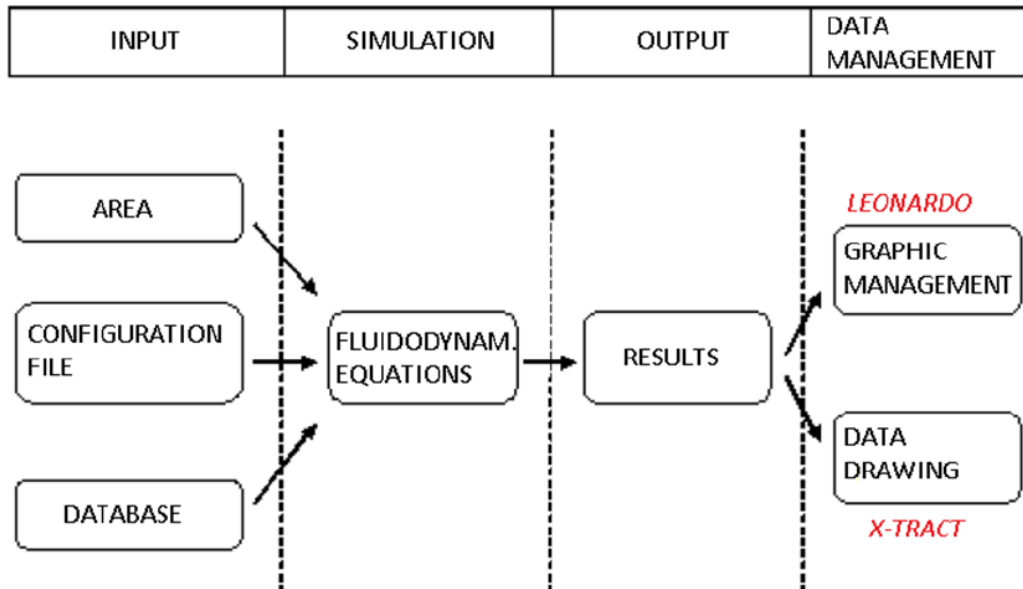 INPUT
SIMULATION
OUTPUT
DATA
MANAGEMENT
AREA
CONFIGURATION
FILE
DATABASE
FLUIDODYNAM.
EQUATIONS
RESULTS
LEONARDO
GRAPHIC
MANAGEMENT
DATA
DRAWING
X-TRACT